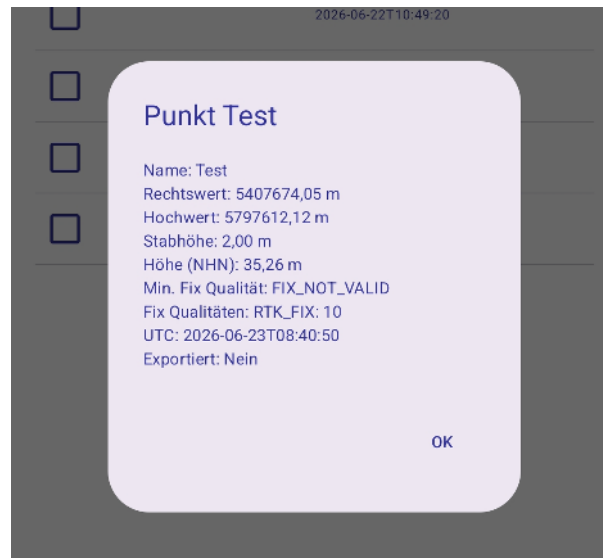 2026-06-22T10:49:20
Punkt Test
Name: Test
Rechtswert: 5407674,05 m
Hochwert: 5797612,12 m
Stabhöhe: 2,00 m
Höhe (NHN): 35,26 m
Min. Fix Qualität: FIX_NOT_VALID
Fix Qualitäten: RTK_FIX: 10
UTC: 2026-06-23T08:40:50
Exportiert: Nein
OK